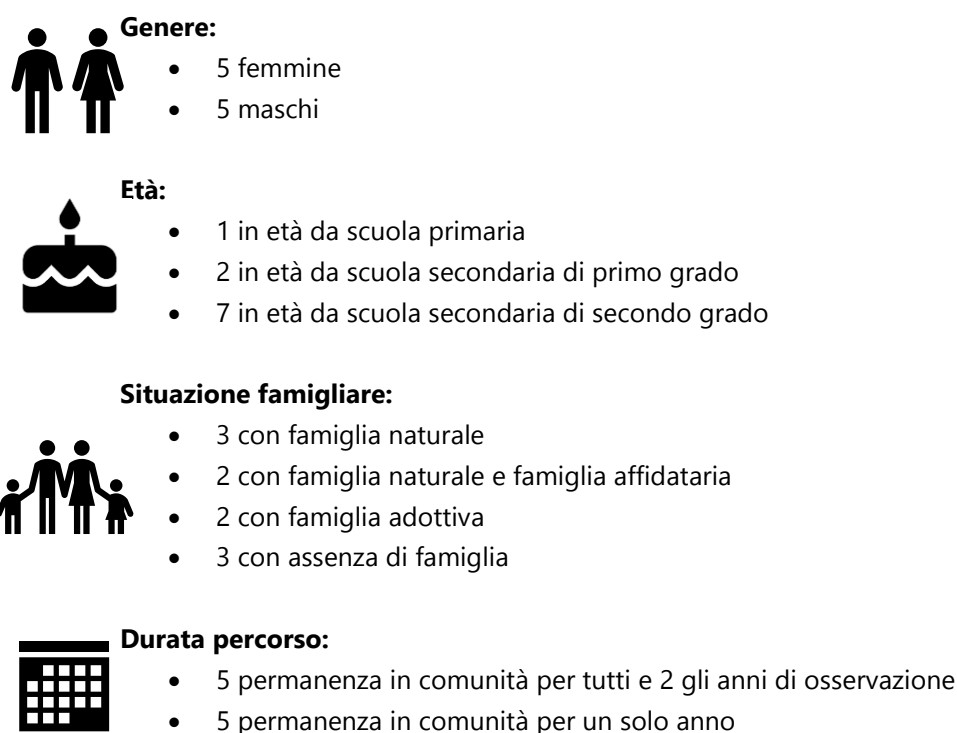 Genere:
• 5 femmine
• 5 maschi
Età:
• 1 in età da scuola primaria
• 2 in età da scuola secondaria di primo grado
• 7 in età da scuola secondaria di secondo grado
Situazione famigliare:
• 3 con famiglia naturale
• 2 con famiglia naturale e famiglia affidataria
• 2 con famiglia adottiva
• 3 con assenza di famiglia
Durata percorso:
• 5 permanenza in comunità per tutti e 2 gli anni di osservazione
• 5 permanenza in comunità per un solo anno